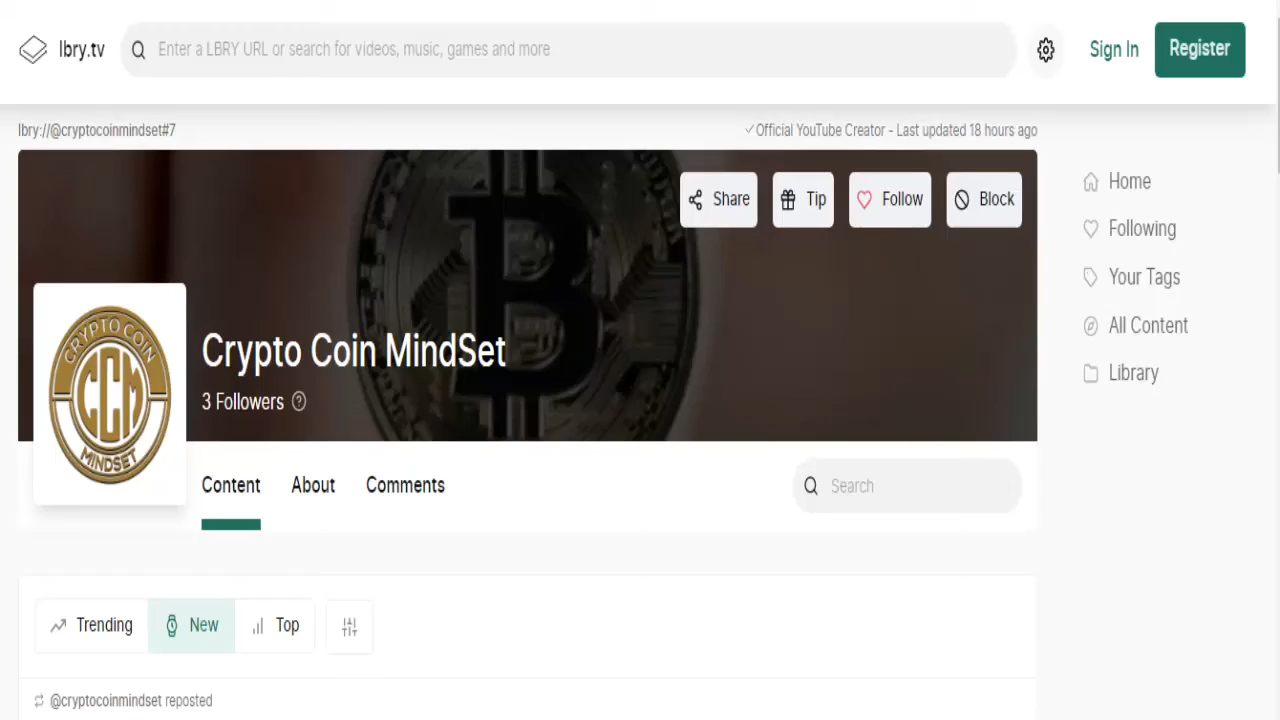 lbry.tv
Enter a LBRY URL or search for videos, music, games and more
Sign In
Register
lbry://@cryptocoinmindset#7
Official YouTube Creator - Last updated 18 hours ago
Share
Tip
Follow
Block
Home
Following
Your Tags
All Content
Library
CRYPTO COIN
CCM
MINDSET
Crypto Coin MindSet
3 Followers
Content
About
Comments
Search
Trending
New
Top
@cryptocoinmindset reposted